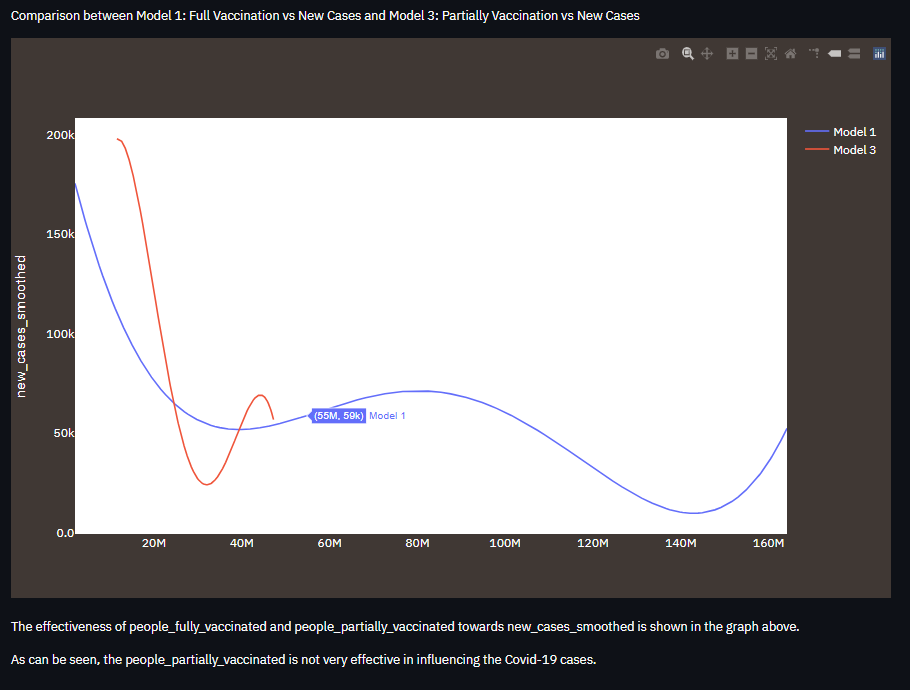 Comparison between Model 1: Full Vaccination vs New Cases and Model 3: Partially Vaccination vs New Cases
Model 1
Model 3
200k
150k
100k
50k
0.0
new_cases_smoothed
(55M, 59k) Model 1
20M 40M 60M 80M 100M 120M 140M 160M
The effectiveness of people_fully_vaccinated and people_partially_vaccinated towards new_cases_smoothed is shown in the graph above.
As can be seen, the people_partially_vaccinated is not very effective in influencing the Covid-19 cases.